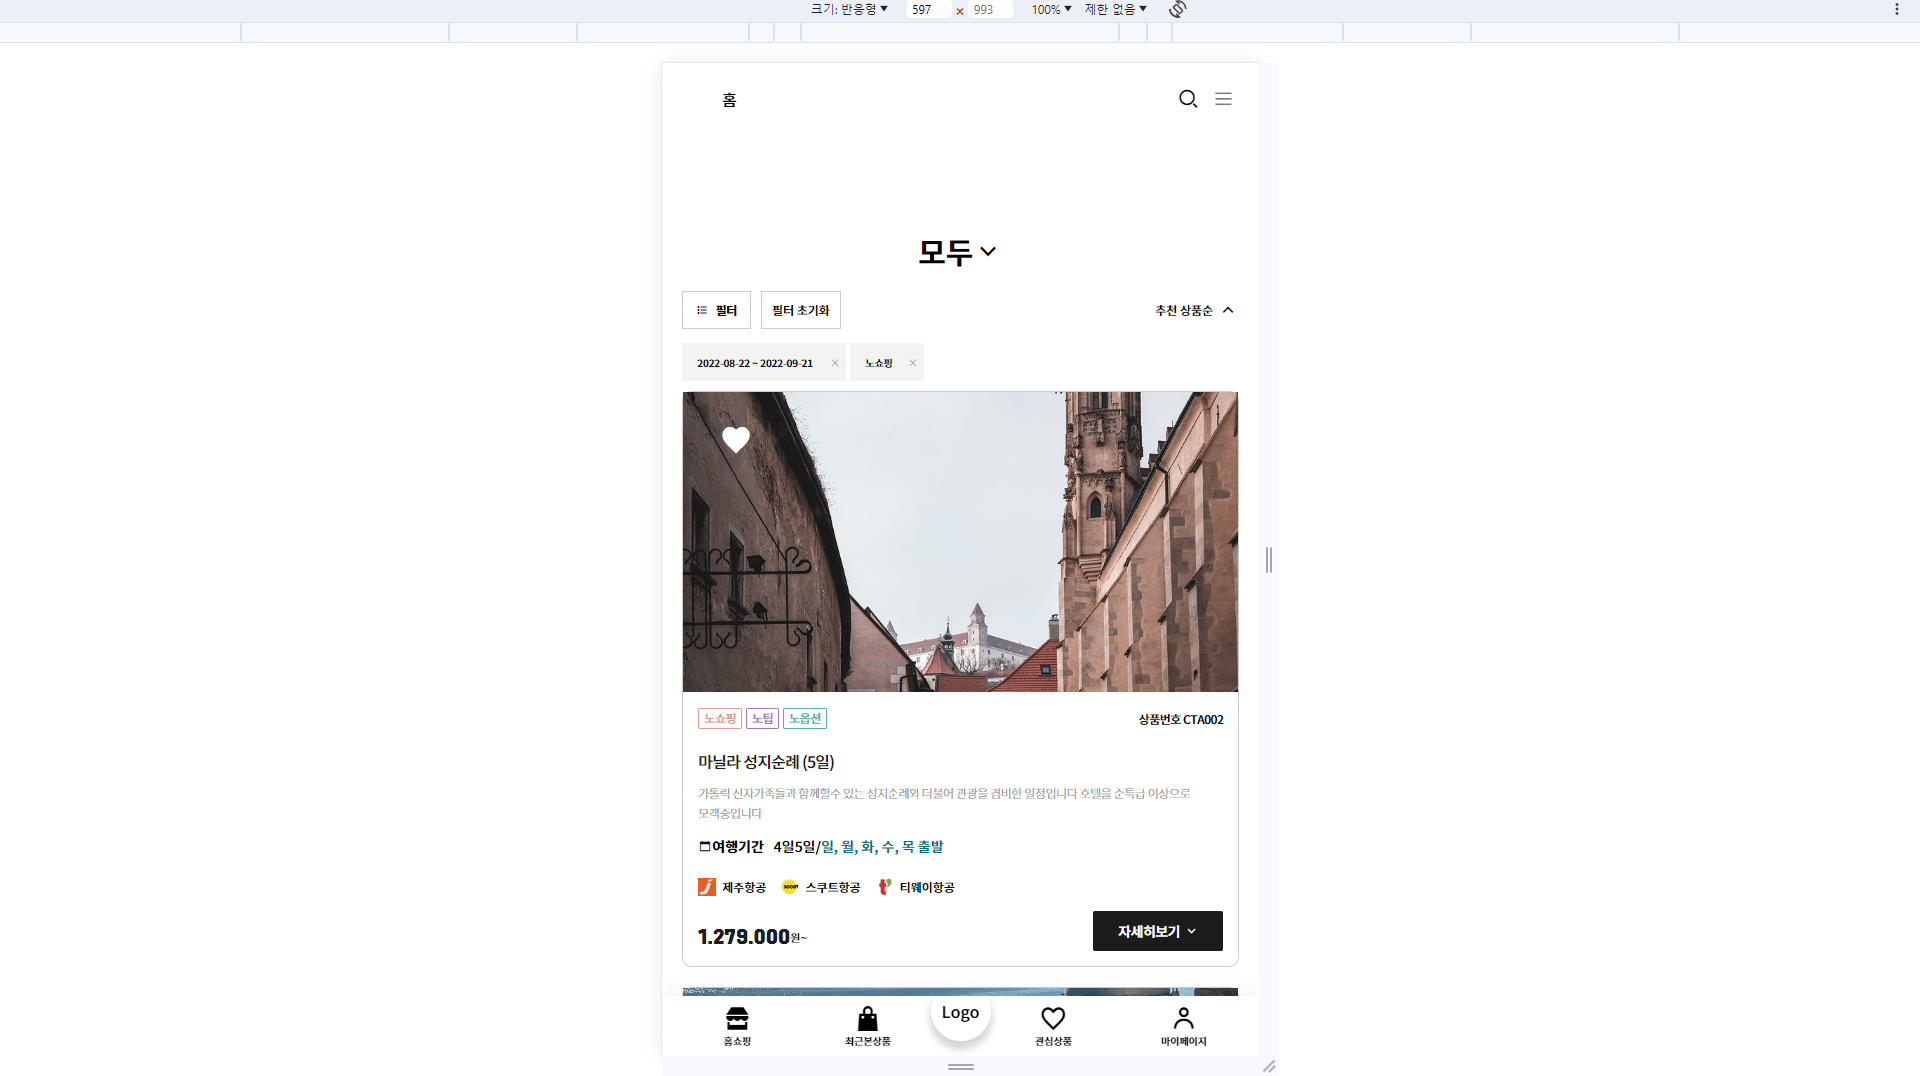 크기: 반응형 597 × 993 100% 제한 없음
홈
모두
필터 필터 초기화 추천 상품순
2022-08-22 ~ 2022-09-21 노쇼핑
노쇼핑 노팁 노옵션 상품번호 CTA002
마닐라 성지순례 (5일)
가톨릭 신자가족들과 함께할수 있는 성지순례외 더불어 관광을 겸비한 일정입니다 호텔을 순특급 이상으로
모객중입니다
여행기간 4일5일/일, 월, 화, 수, 목 출발
제주항공 scoot 스쿠트항공 티웨이항공
1.279.000원~ 자세히보기
홈쇼핑 최근본상품 Logo 관심상품 마이페이지